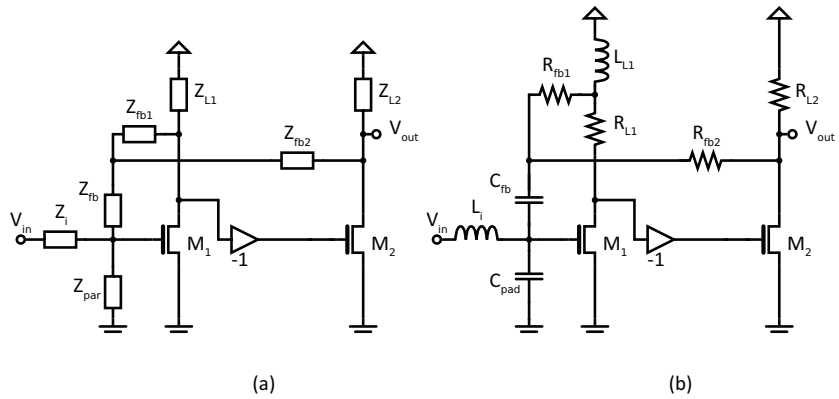 Z_L1
Z_L2
Z_fb1
Z_fb2
V_out
Z_fb
V_in
Z_i
M_1
-1
M_2
Z_par
(a)
L_L1
R_fb1
R_L1
R_L2
R_fb2
V_out
C_fb
V_in
L_i
M_1
-1
M_2
C_pad
(b)